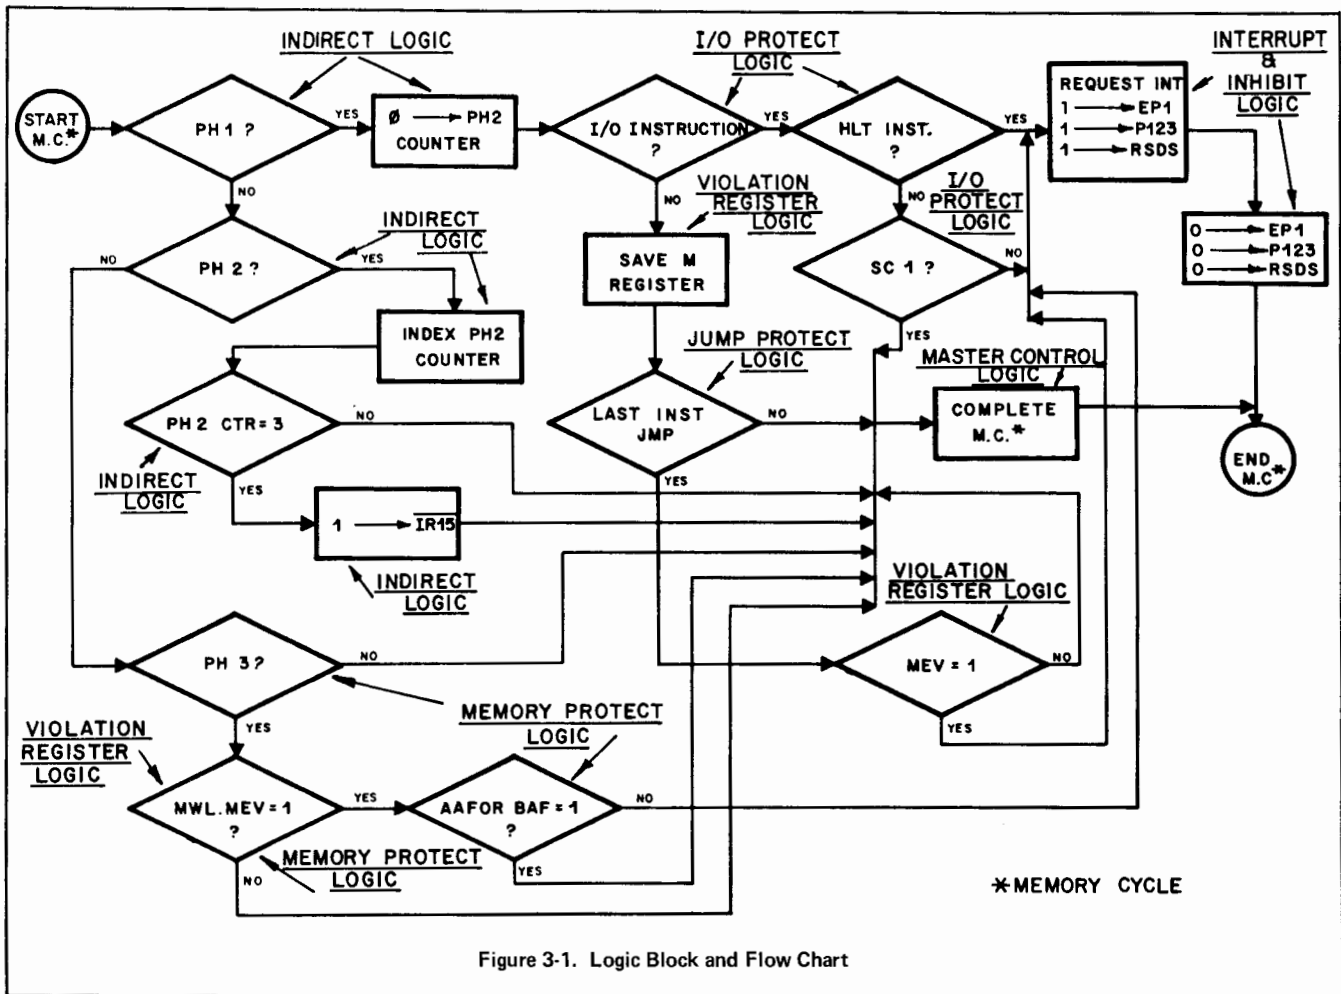 INDIRECT LOGIC
I/O PROTECT
LOGIC
INTERRUPT
&
INHIBIT
LOGIC
START
M.C.*
PH 1 ?
YES
NO
Ø → PH2
COUNTER
I/O INSTRUCTION
?
YES
NO
HLT INST.
?
YES
NO
REQUEST INT
1 → EP1
1 → P123
1 → RSDS
VIOLATION
REGISTER
LOGIC
I/O
PROTECT
LOGIC
INDIRECT
LOGIC
NO
PH 2 ?
YES
SAVE M
REGISTER
SC 1 ?
NO
YES
0 → EP1
0 → P123
0 → RSDS
INDEX PH2
COUNTER
JUMP PROTECT
LOGIC
MASTER CONTROL
LOGIC
PH2 CTR = 3
NO
YES
LAST INST
JMP
NO
YES
COMPLETE
M.C.*
END
M.C*
INDIRECT
LOGIC
1 → IR15
INDIRECT
LOGIC
VIOLATION
REGISTER LOGIC
PH 3 ?
NO
YES
MEV = 1
NO
YES
MEMORY PROTECT
LOGIC
VIOLATION
REGISTER
LOGIC
MWL.MEV = 1
?
YES
NO
AAFOR BAF = 1
?
NO
YES
MEMORY PROTECT
LOGIC
*MEMORY CYCLE
Figure 3-1. Logic Block and Flow Chart